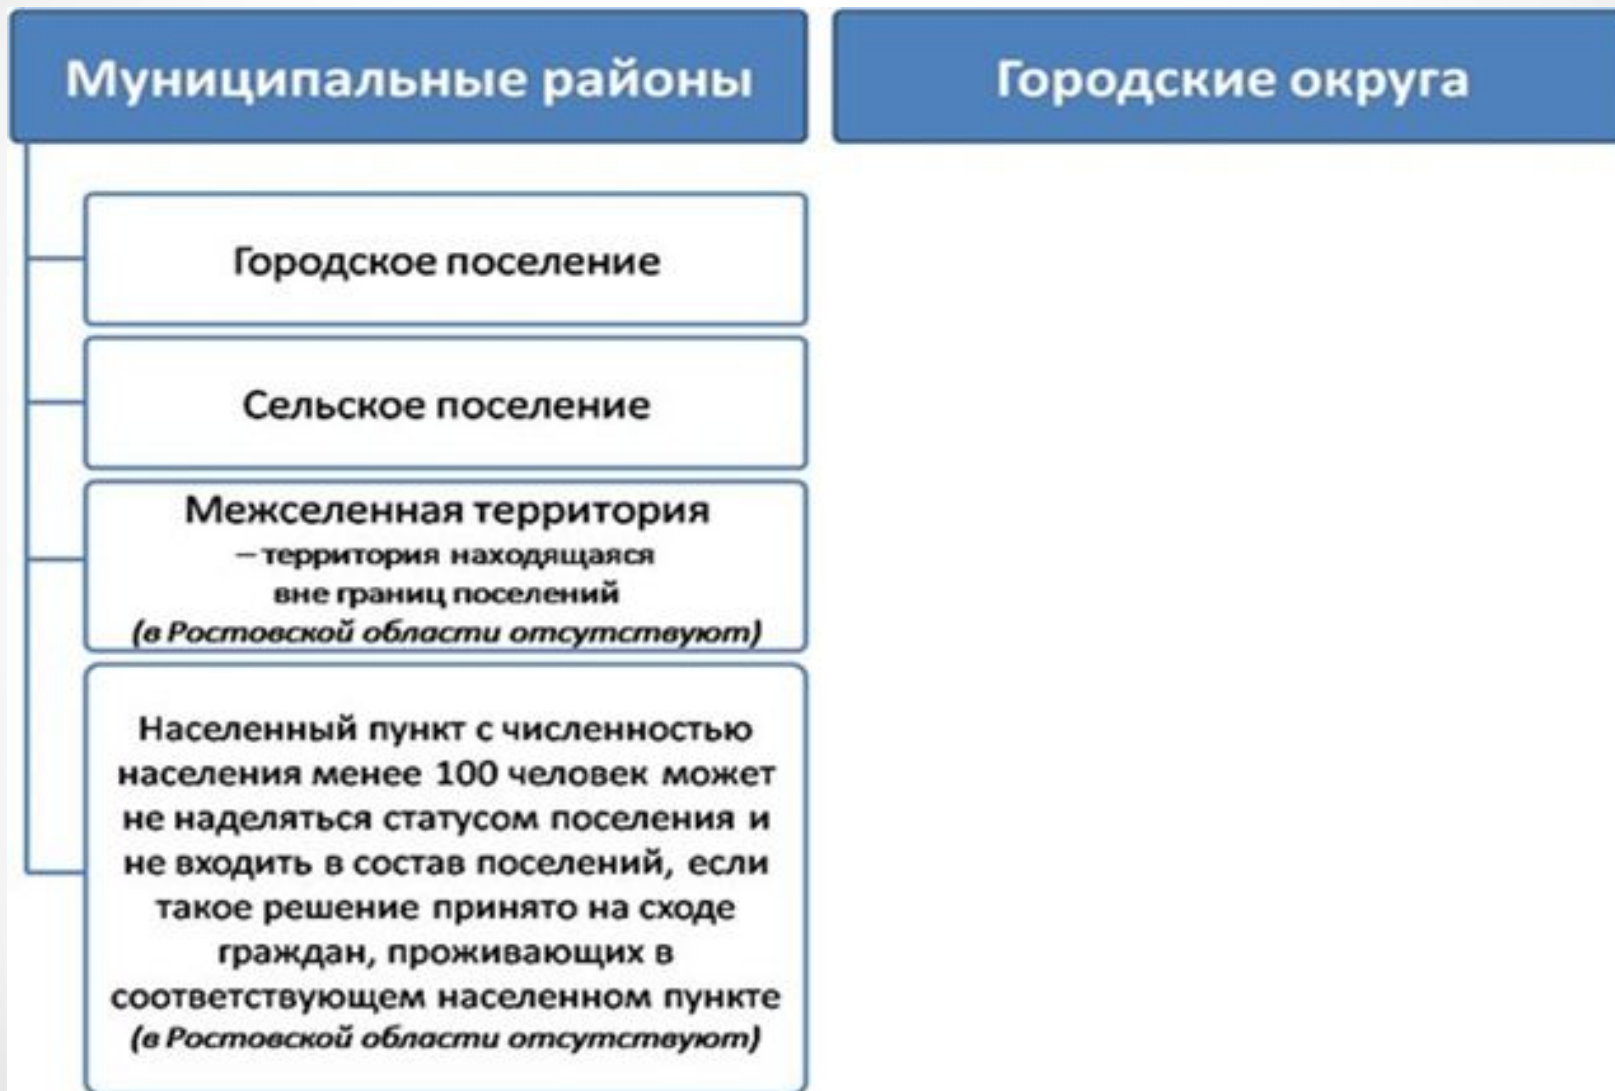 Муниципальные районы
Городские округа
Городское поселение
Сельское поселение
Межселенная территория
– территория находящаяся
вне границ поселений
(в Ростовской области отсутствуют)
Населенный пункт с численностью
населения менее 100 человек может
не наделяться статусом поселения и
не входить в состав поселений, если
такое решение принято на сходе
граждан, проживающих в
соответствующем населенном пункте
(в Ростовской области отсутствуют)